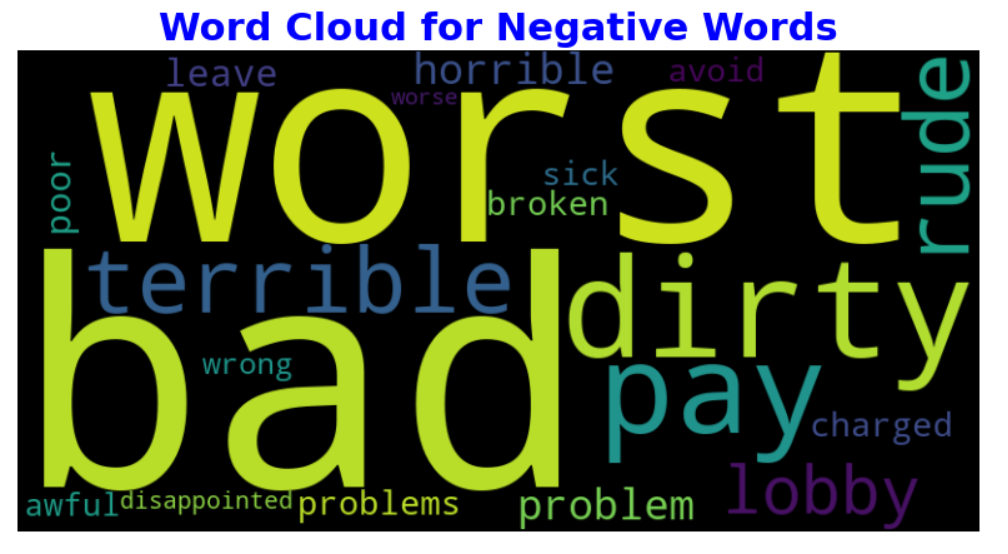 Word Cloud for Negative Words
leave
horrible
avoid
worse
worst
rude
poor
sick
broken
terrible
bad
dirty
wrong
pay
charged
lobby
awful
disappointed
problems
problem